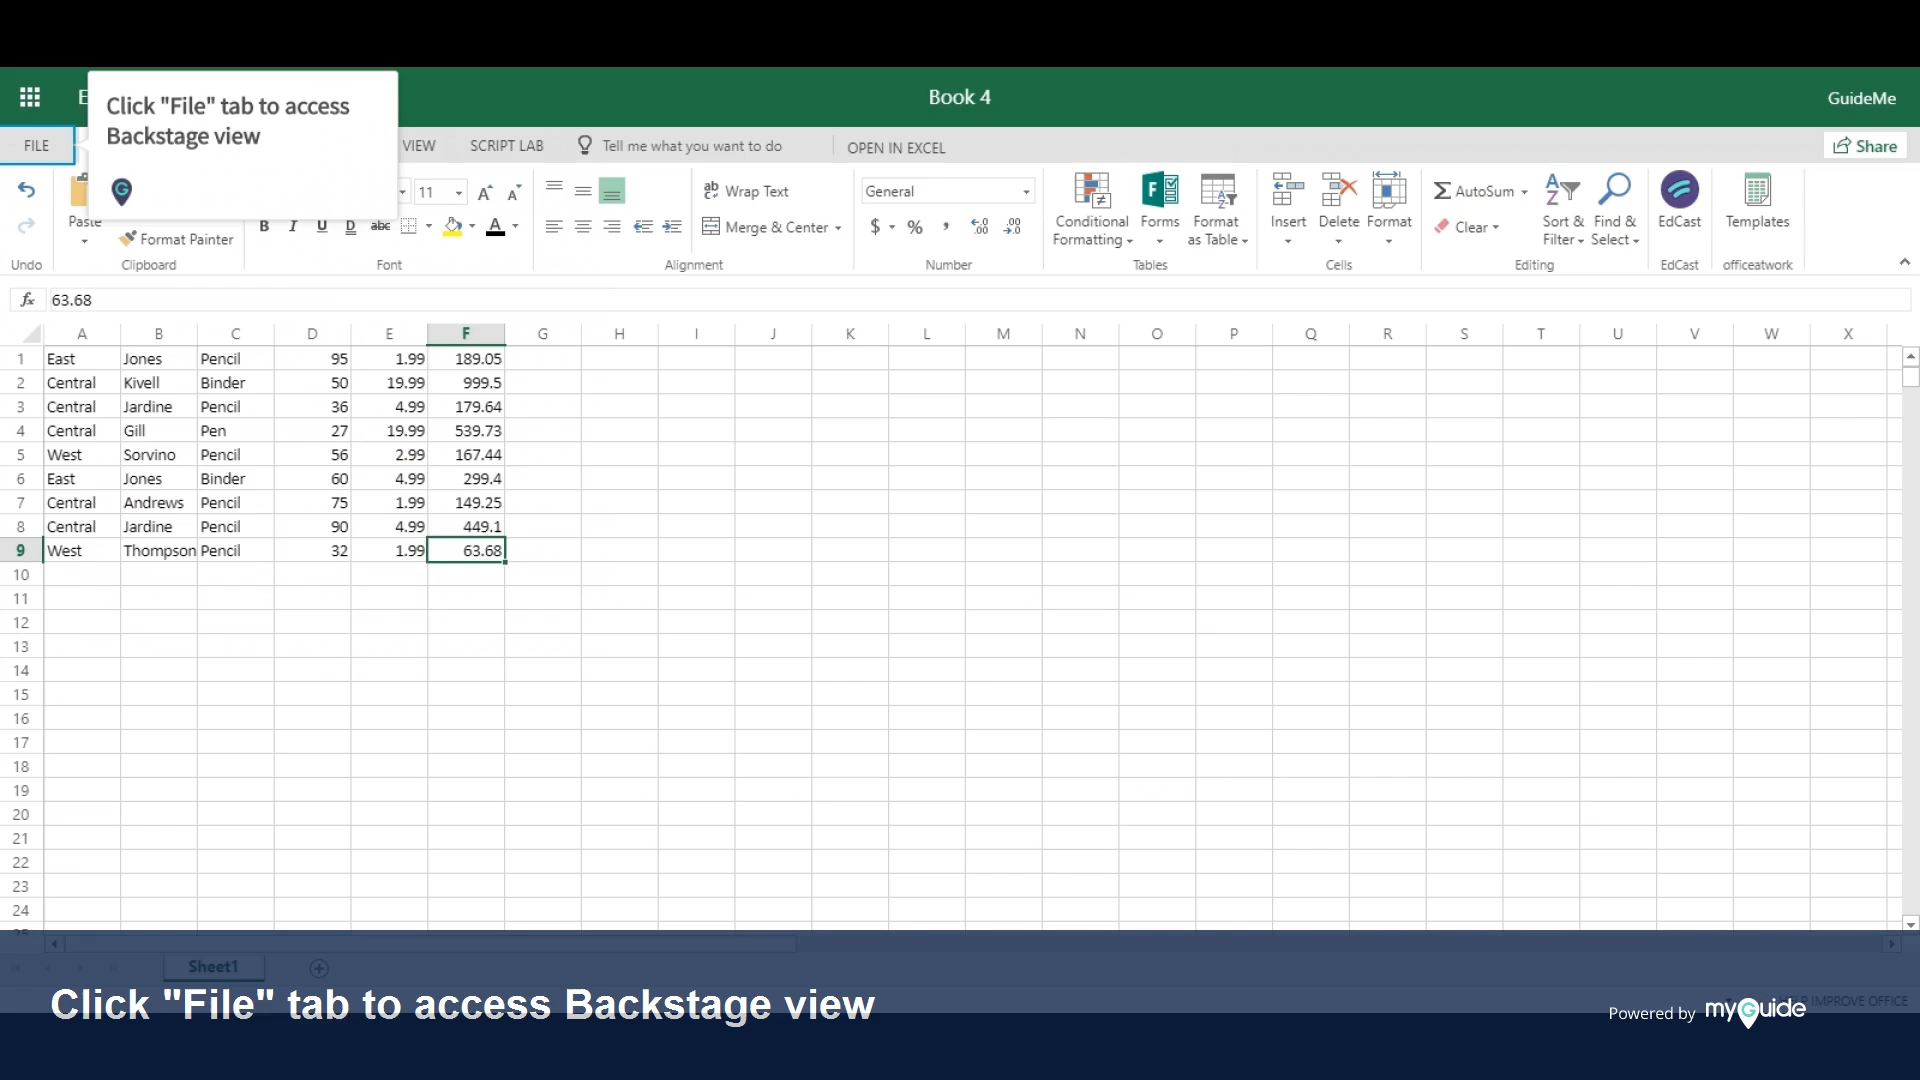 Book 4
GuideMe
Click "File" tab to access
Backstage view
FILE
VIEW
SCRIPT LAB
Tell me what you want to do
OPEN IN EXCEL
Share
Paste
Format Painter
11
B I U D abc
A
Wrap Text
Merge & Center
General
$ % ,
Conditional
Formatting
Forms
Format
as Table
Insert
Delete
Format
AutoSum
Clear
Sort &
Filter
Find &
Select
EdCast
Templates
Undo
Clipboard
Font
Alignment
Number
Tables
Cells
Editing
EdCast
officeatwork
fx 63.68
A B C D E F G H I J K L M N O P Q R S T U V W X
1 East Jones Pencil 95 1.99 189.05
2 Central Kivell Binder 50 19.99 999.5
3 Central Jardine Pencil 36 4.99 179.64
4 Central Gill Pen 27 19.99 539.73
5 West Sorvino Pencil 56 2.99 167.44
6 East Jones Binder 60 4.99 299.4
7 Central Andrews Pencil 75 1.99 149.25
8 Central Jardine Pencil 90 4.99 449.1
9 West Thompson Pencil 32 1.99 63.68
10
11
12
13
14
15
16
17
18
19
20
21
22
23
24
Sheet1
Click "File" tab to access Backstage view
IMPROVE OFFICE
Powered by myGuide